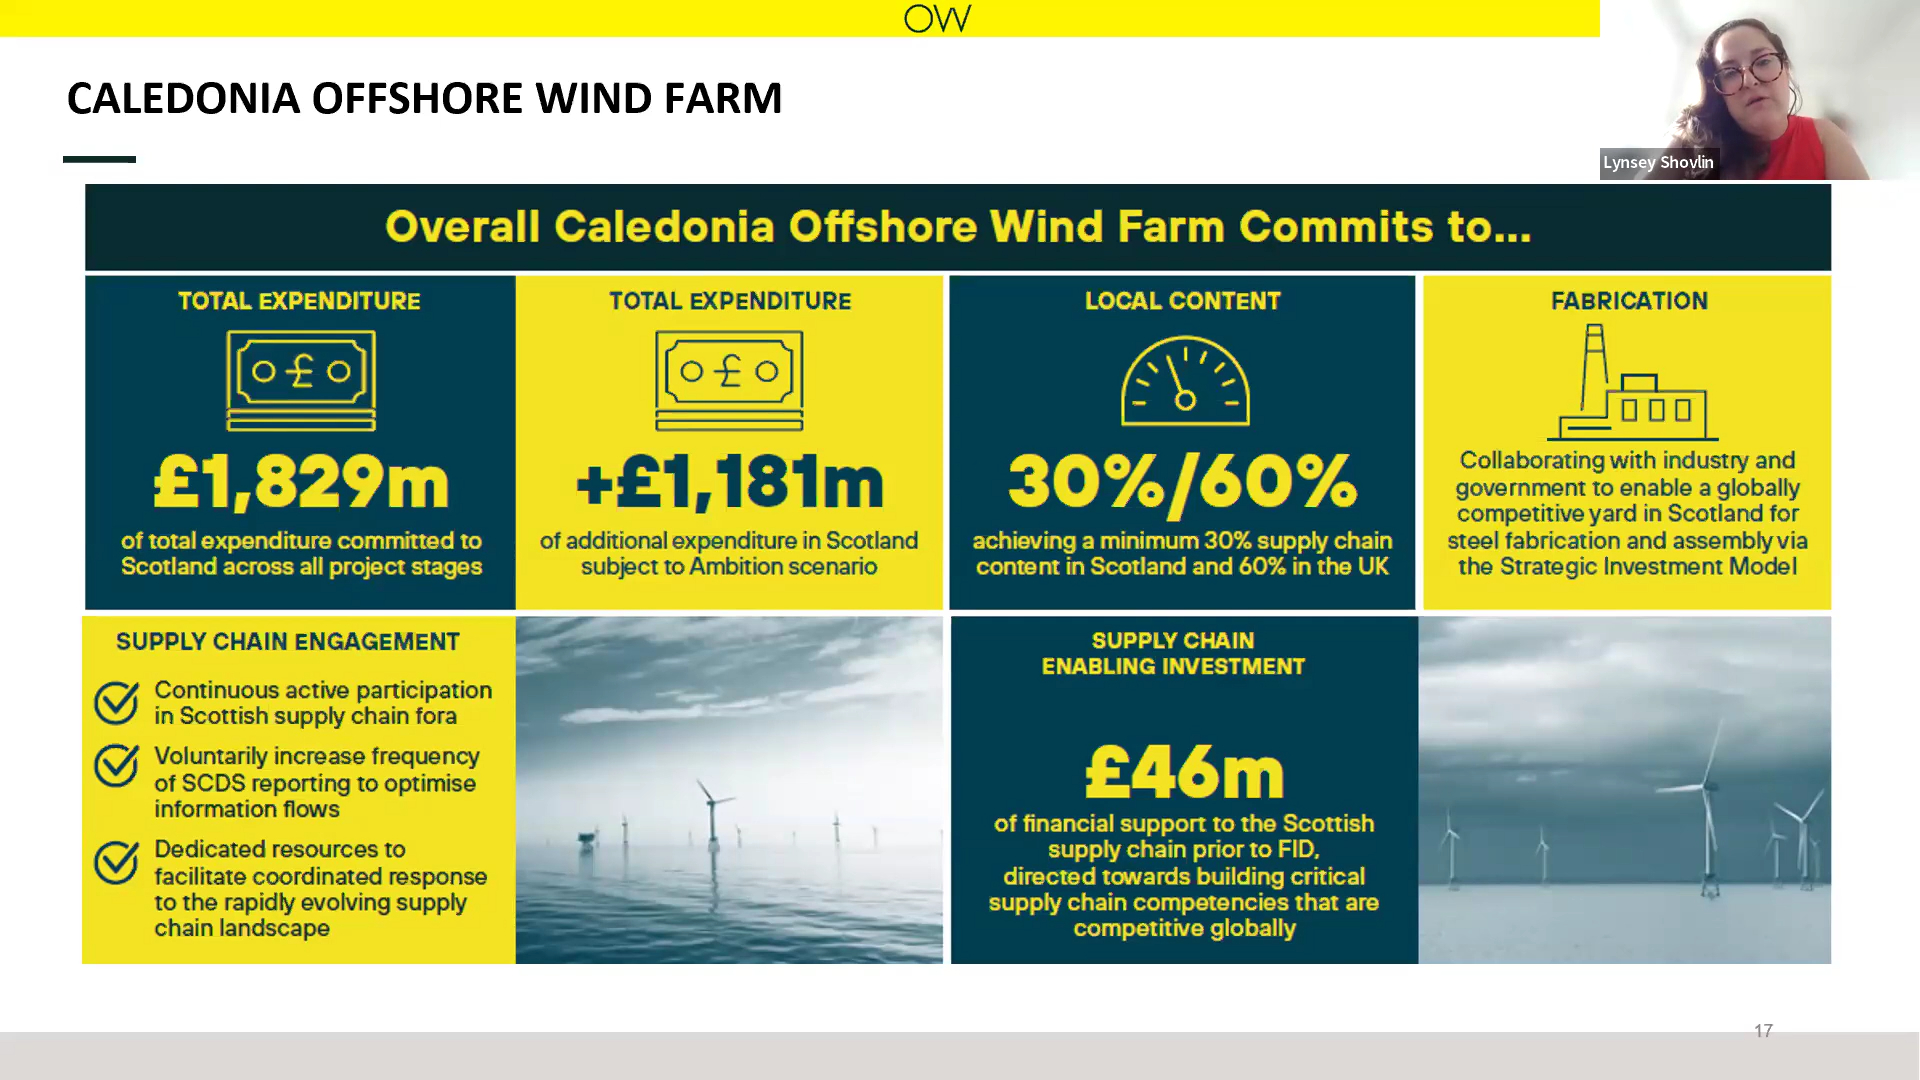 OW
CALEDONIA OFFSHORE WIND FARM
Lynsey Shovlin
Overall Caledonia Offshore Wind Farm Commits to...
TOTAL EXPENDITURE
£
£1,829m
of total expenditure committed to
Scotland across all project stages
TOTAL EXPENDITURE
£
+£1,181m
of additional expenditure in Scotland
subject to Ambition scenario
LOCAL CONTENT
30%/60%
achieving a minimum 30% supply chain
content in Scotland and 60% in the UK
FABRICATION
Collaborating with industry and
government to enable a globally
competitive yard in Scotland for
steel fabrication and assembly via
the Strategic Investment Model
SUPPLY CHAIN ENGAGEMENT
Continuous active participation
in Scottish supply chain fora
Voluntarily increase frequency
of SCDS reporting to optimise
information flows
Dedicated resources to
facilitate coordinated response
to the rapidly evolving supply
chain landscape
SUPPLY CHAIN
ENABLING INVESTMENT
£46m
of financial support to the Scottish
supply chain prior to FID,
directed towards building critical
supply chain competencies that are
competitive globally
17